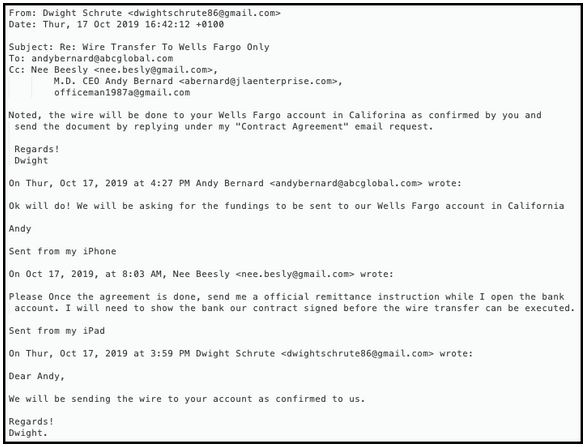 From: Dwight Schrute <dwightschrute86@gmail.com>
Date: Thur, 17 Oct 2019 16:42:12 +0100
Subject: Re: Wire Transfer To Wells Fargo Only
To: andybernard@abcglobal.com
Cc: Nee Beesly <nee.besly@gmail.com>,
M.D. CEO Andy Bernard <abernard@jlaenterprise.com>,
officeman1987a@gmail.com
Noted, the wire will be done to your Wells Fargo account in Califorina as confirmed by you and
send the document by replying under my "Contract Agreement" email request.
Regards!
Dwight
On Thur, Oct 17, 2019 at 4:27 PM Andy Bernard <andybernard@abcglobal.com> wrote:
Ok will do! We will be asking for the fundings to be sent to our Wells Fargo account in California
Andy
Sent from my iPhone
On Oct 17, 2019, at 8:03 AM, Nee Beesly <nee.besly@gmail.com> wrote:
Please Once the agreement is done, send me a official remittance instruction while I open the bank
account. I will need to show the bank our contract signed before the wire transfer can be executed.
Sent from my iPad
On Thur, Oct 17, 2019 at 3:59 PM Dwight Schrute <dwightschrute86@gmail.com> wrote:
Dear Andy,
We will be sending the wire to your account as confirmed to us.
Regards!
Dwight.